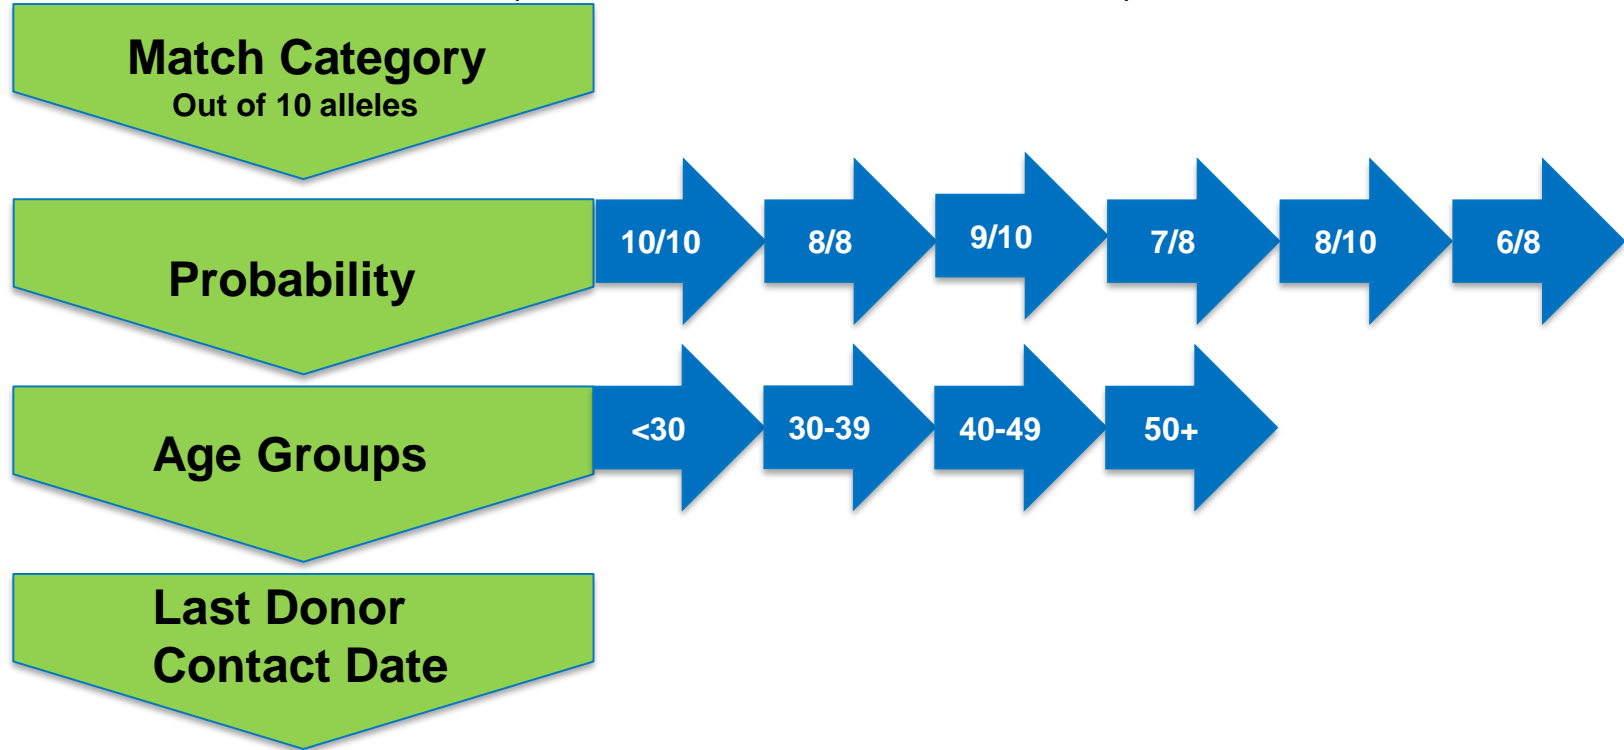 Match Category
Out of 10 alleles
Probability
10/10
8/8
9/10
7/8
8/10
6/8
Age Groups
<30
30-39
40-49
50+
Last Donor
Contact Date